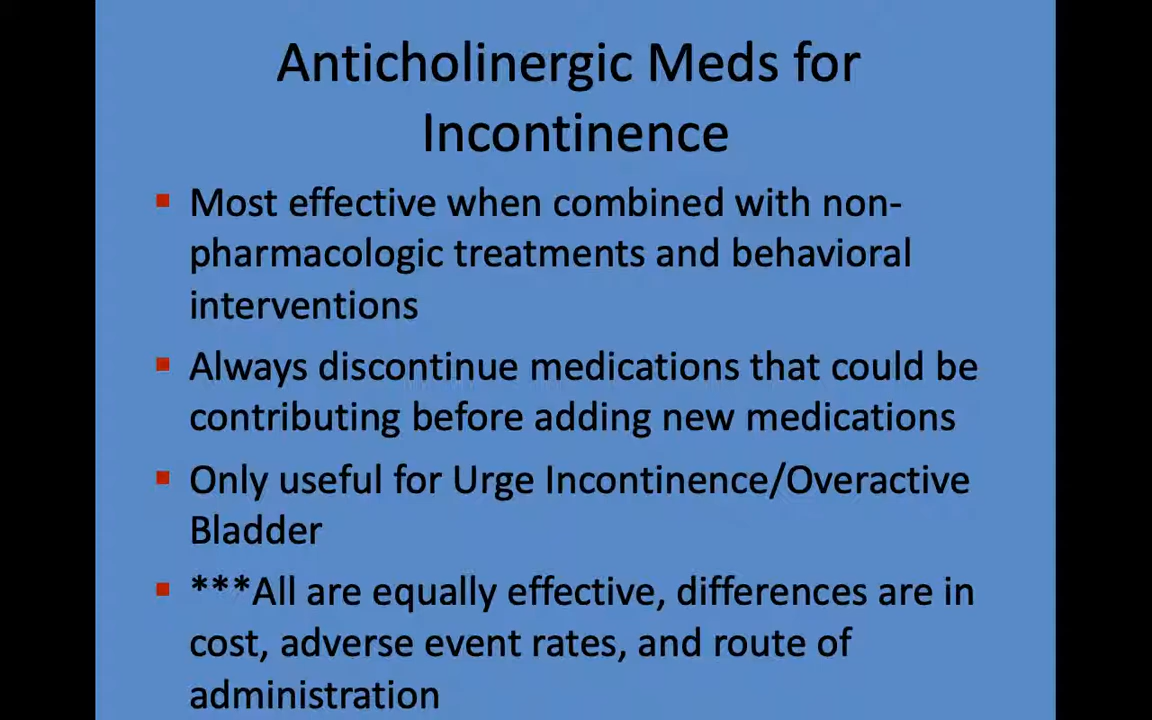 Anticholinergic Meds for
Incontinence
▪ Most effective when combined with non-
pharmacologic treatments and behavioral
interventions
▪ Always discontinue medications that could be
contributing before adding new medications
▪ Only useful for Urge Incontinence/Overactive
Bladder
▪ ***All are equally effective, differences are in
cost, adverse event rates, and route of
administration